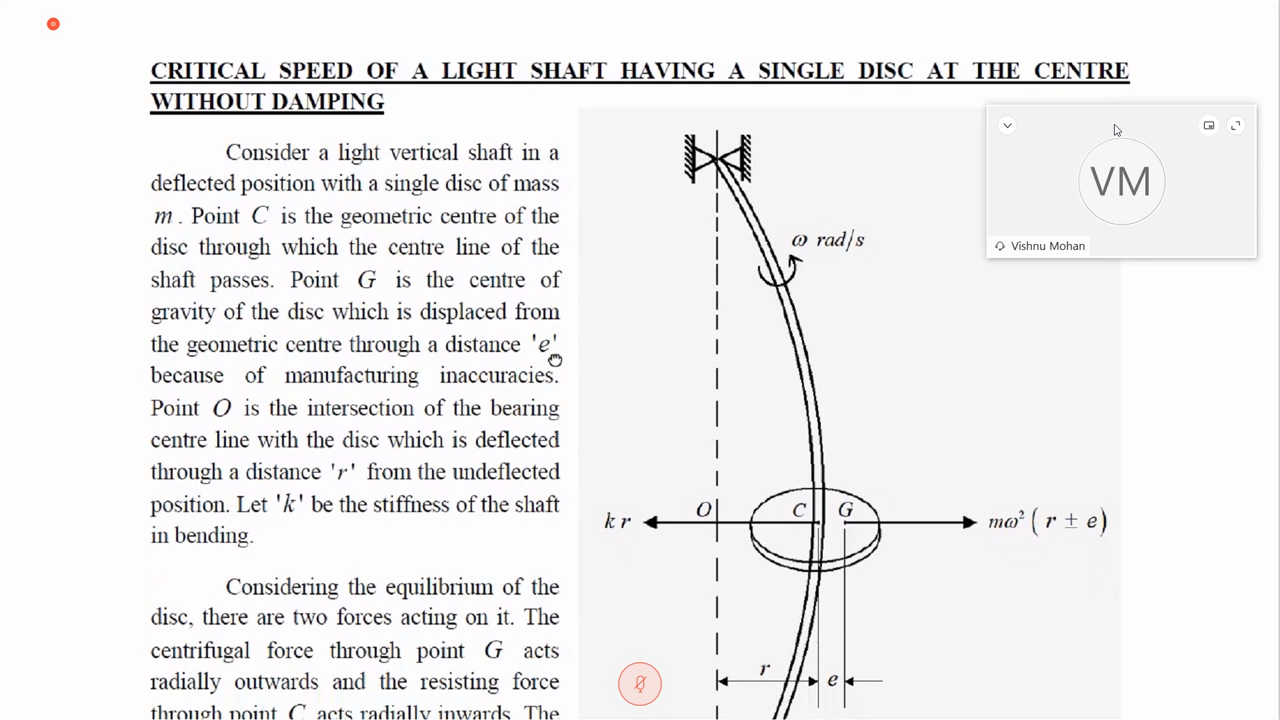 CRITICAL SPEED OF A LIGHT SHAFT HAVING A SINGLE DISC AT THE CENTRE
WITHOUT DAMPING
Consider a light vertical shaft in a
deflected position with a single disc of mass
m . Point C is the geometric centre of the
disc through which the centre line of the
shaft passes. Point G is the centre of
gravity of the disc which is displaced from
the geometric centre through a distance 'e'
because of manufacturing inaccuracies.
Point O is the intersection of the bearing
centre line with the disc which is deflected
through a distance 'r' from the undeflected
position. Let 'k' be the stiffness of the shaft
in bending.
Considering the equilibrium of the
disc, there are two forces acting on it. The
centrifugal force through point G acts
radially outwards and the resisting force
through point C acts radially inwards. The
ω rad/s
k r
O
C
G
mω² ( r ± e )
r
e
VM
Vishnu Mohan